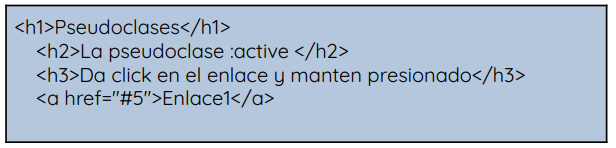 <h1>Pseudoclases</h1>
<h2>La pseudoclase :active </h2>
<h3>Da click en el enlace y manten presionado</h3>
<a href="#5">Enlace1</a>